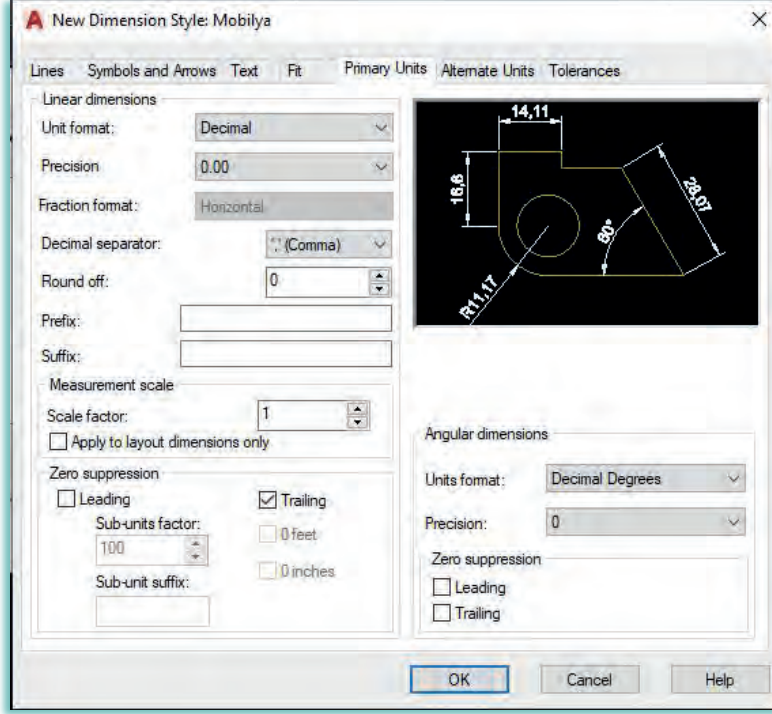 New Dimension Style: Mobilya
Lines Symbols and Arrows Text Fit Primary Units Alternate Units Tolerances
Linear dimensions
Unit format: Decimal
Precision 0.00
Fraction format: Horizontal
Decimal separator: ',' (Comma)
Round off: 0
Prefix:
Suffix:
Measurement scale
Scale factor: 1
Apply to layout dimensions only
Zero suppression
Leading Trailing
Sub-units factor: 0 feet
100
0 inches
Sub-unit suffix:
14,11
16,6
28,07
60°
R11,17
Angular dimensions
Units format: Decimal Degrees
Precision: 0
Zero suppression
Leading
Trailing
OK Cancel Help